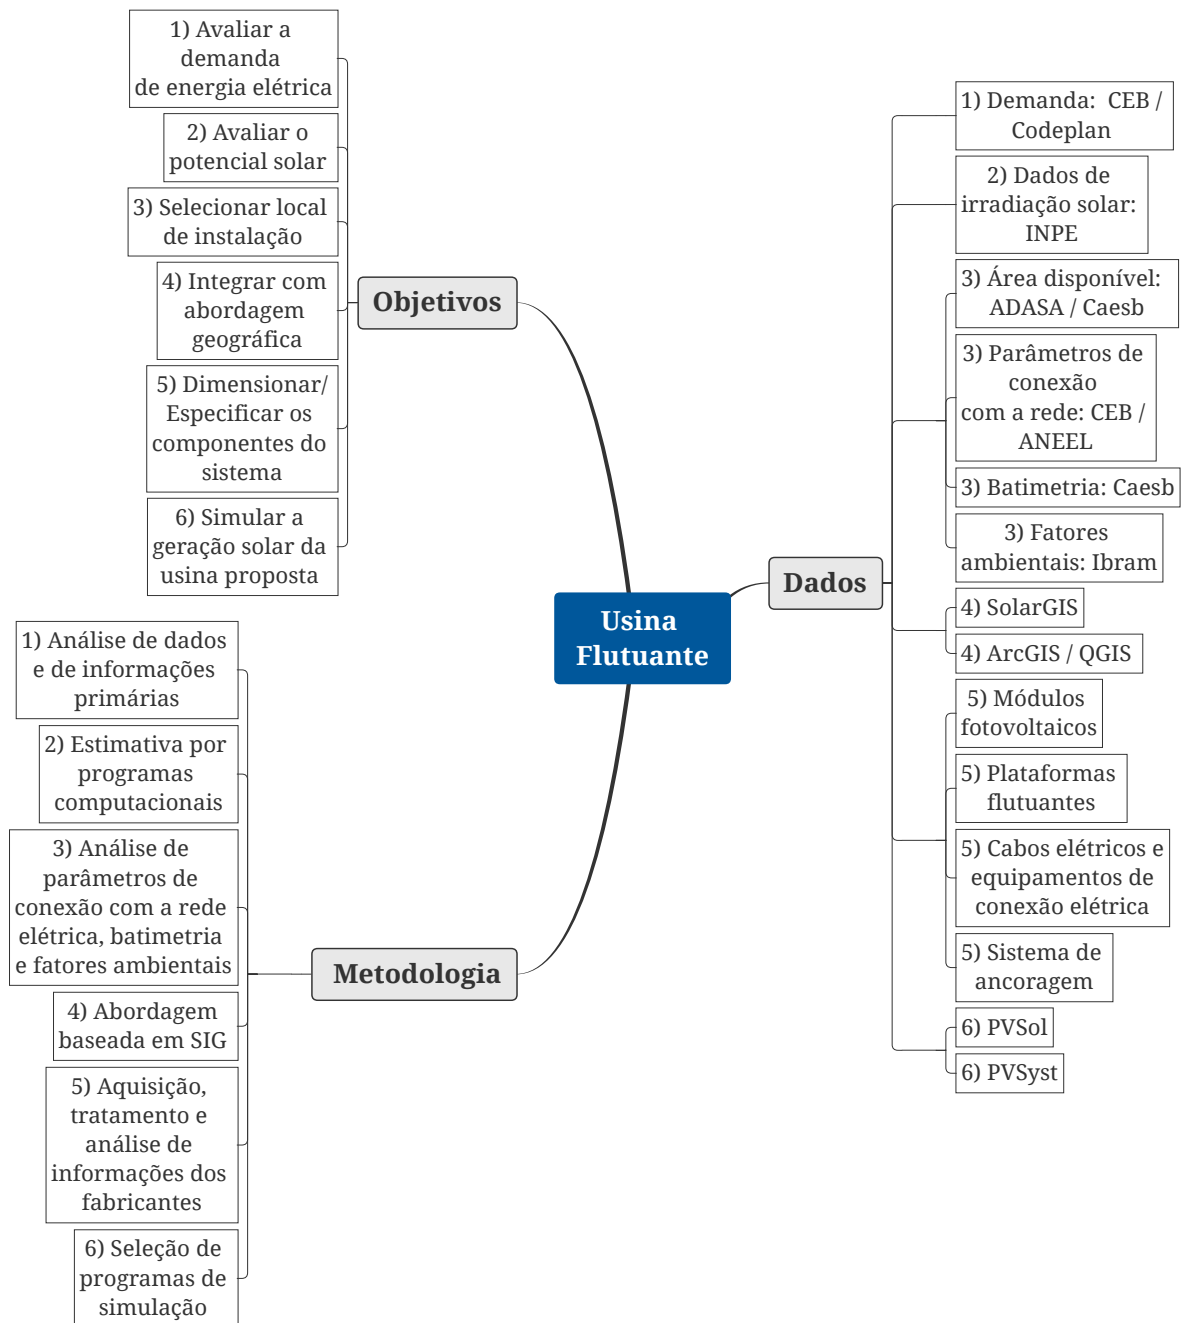 1) Avaliar a
demanda
de energia elétrica
2) Avaliar o
potencial solar
3) Selecionar local
de instalação
4) Integrar com
abordagem
geográfica
5) Dimensionar/
Especificar os
componentes do
sistema
6) Simular a
geração solar da
usina proposta
Objetivos
1) Análise de dados
e de informações
primárias
2) Estimativa por
programas
computacionais
3) Análise de
parâmetros de
conexão com a rede
elétrica, batimetria
e fatores ambientais
4) Abordagem
baseada em SIG
5) Aquisição,
tratamento e
análise de
informações dos
fabricantes
6) Seleção de
programas de
simulação
Metodologia
Usina
Flutuante
Dados
1) Demanda:  CEB /
Codeplan
2) Dados de
irradiação solar:
INPE
3) Área disponível:
ADASA / Caesb
3) Parâmetros de
conexão
com a rede: CEB /
ANEEL
3) Batimetria: Caesb
3) Fatores
ambientais: Ibram
4) SolarGIS
4) ArcGIS / QGIS
5) Módulos
fotovoltaicos
5) Plataformas
flutuantes
5) Cabos elétricos e
equipamentos de
conexão elétrica
5) Sistema de
ancoragem
6) PVSol
6) PVSyst